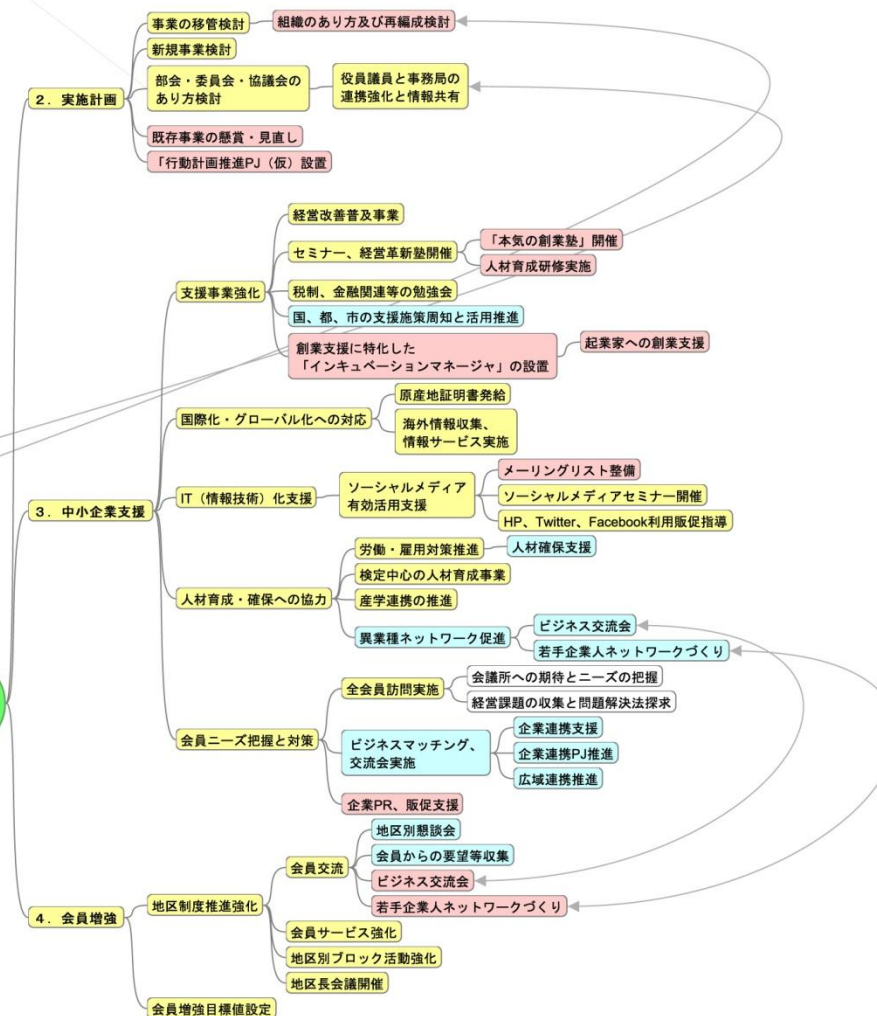 事業の移管検討
組織のあり方及び再編成検討
新規事業検討
部会・委員会・協議会の
あり方検討
役員議員と事務局の
連携強化と情報共有
2．実施計画
既存事業の懸賞・見直し
「行動計画推進PJ（仮）設置
経営改善普及事業
セミナー、経営革新塾開催
「本気の創業塾」開催
人材育成研修実施
支援事業強化
税制、金融関連等の勉強会
国、都、市の支援施策周知と活用推進
創業支援に特化した
「インキュベーションマネージャ」の設置
起業家への創業支援
国際化・グローバル化への対応
原産地証明書発給
海外情報収集、
情報サービス実施
3．中小企業支援
IT（情報技術）化支援
ソーシャルメディア
有効活用支援
メーリングリスト整備
ソーシャルメディアセミナー開催
HP、Twitter、Facebook利用販促指導
労働・雇用対策推進
人材確保支援
人材育成・確保への協力
検定中心の人材育成事業
産学連携の推進
異業種ネットワーク促進
ビジネス交流会
若手企業人ネットワークづくり
全会員訪問実施
会議所への期待とニーズの把握
経営課題の収集と問題解決法探求
会員ニーズ把握と対策
ビジネスマッチング、
交流会実施
企業連携支援
企業連携PJ推進
広域連携推進
企業PR、販促支援
地区別懇談会
会員交流
会員からの要望等収集
ビジネス交流会
若手企業人ネットワークづくり
地区制度推進強化
4．会員増強
会員サービス強化
地区別ブロック活動強化
地区長会議開催
会員増強目標値設定